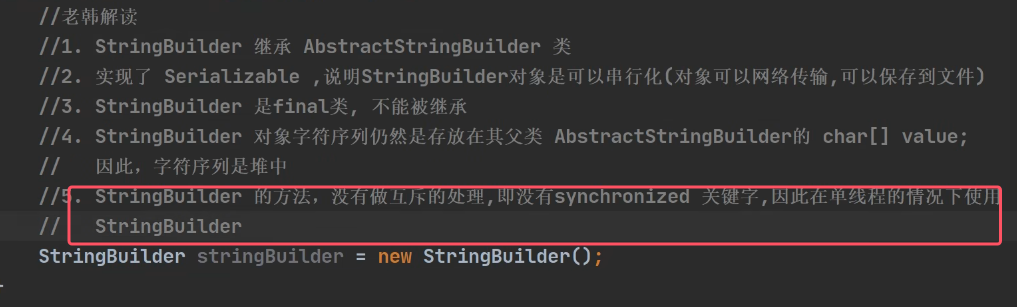 //老韩解读
//1. StringBuilder 继承 AbstractStringBuilder 类
//2. 实现了 Serializable ,说明StringBuilder对象是可以串行化(对象可以网络传输,可以保存到文件)
//3. StringBuilder 是final类, 不能被继承
//4. StringBuilder 对象字符序列仍然是存放在其父类 AbstractStringBuilder的 char[] value;
//   因此，字符序列是堆中
//5. StringBuilder 的方法，没有做互斥的处理,即没有synchronized 关键字,因此在单线程的情况下使用
//   StringBuilder
StringBuilder stringBuilder = new StringBuilder();